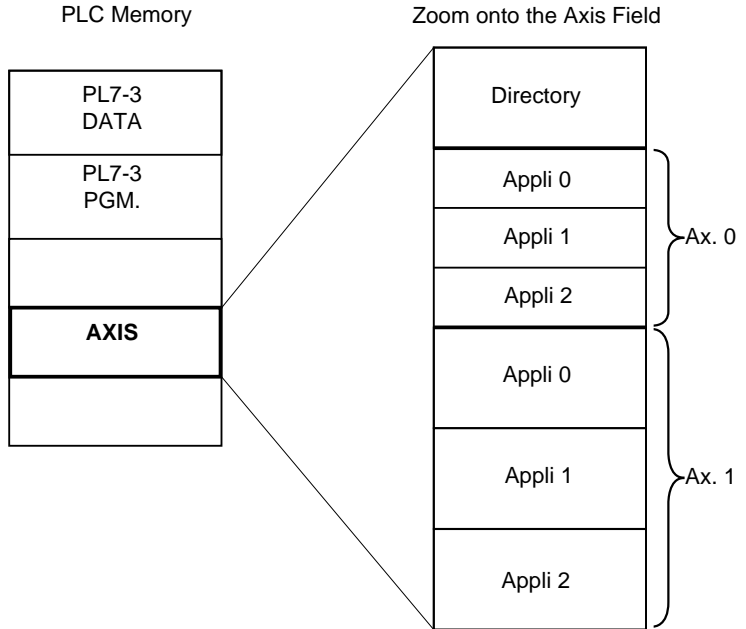 PLC Memory
Zoom onto the Axis Field
PL7-3
DATA
PL7-3
PGM.
AXIS
Directory
Appli 0
Appli 1
Appli 2
Ax. 0
Appli 0
Appli 1
Appli 2
Ax. 1